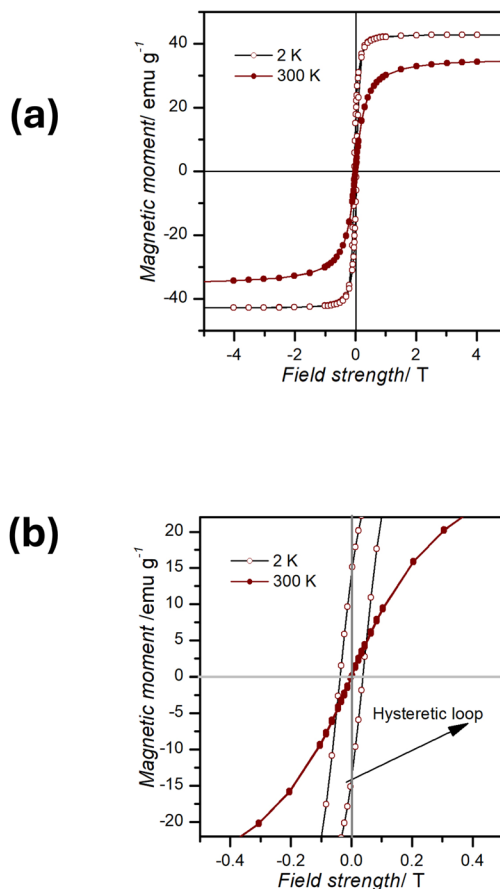 (a)
Magnetic moment/ emu g-1
40
20
0
-20
-40
2 K
300 K
-4 -2 0 2 4
Field strength/ T
(b)
Magnetic moment /emu g-1
20
15
10
5
0
-5
-10
-15
-20
2 K
300 K
Hysteretic loop
-0.4 -0.2 0.0 0.2 0.4
Field strength/ T